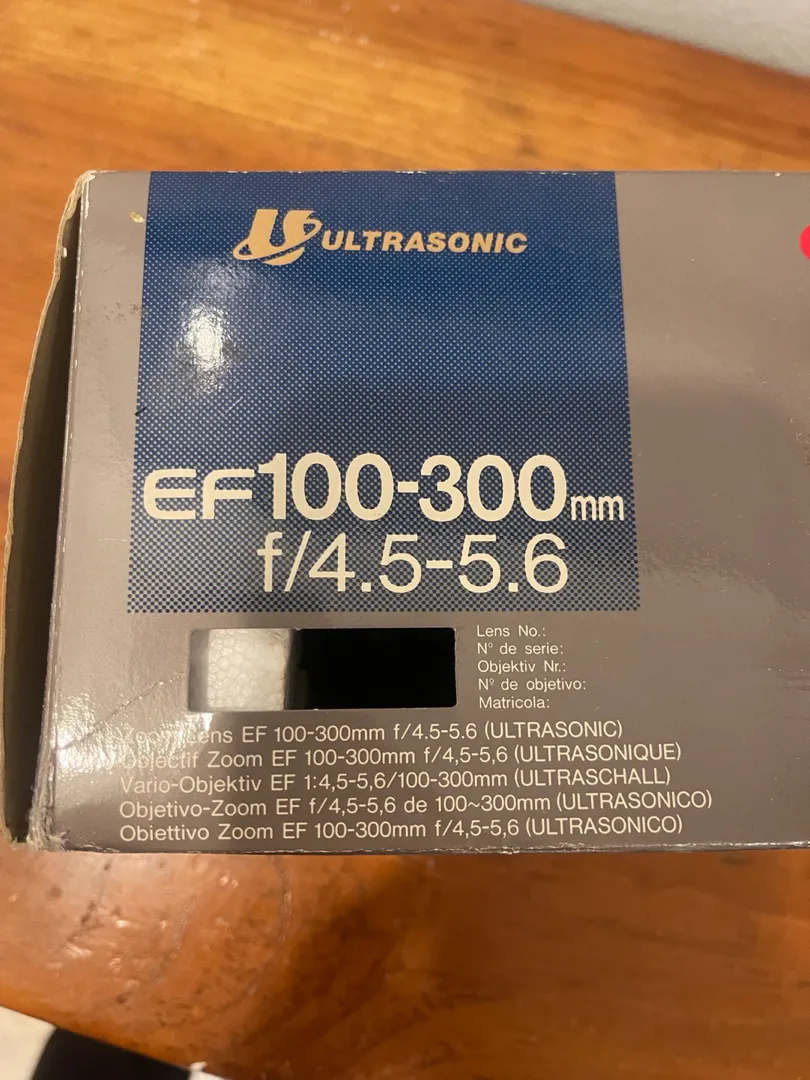 ULTRASONIC
EF100-300mm
f/4.5-5.6
Lens No.:
N° de serie:
Objektiv Nr.:
Nº de objetivo:
Matricola:
Zoom Lens EF 100-300mm f/4.5-5.6 (ULTRASONIC)
Objectif Zoom EF 100-300mm f/4,5-5,6 (ULTRASONIQUE)
Vario-Objektiv EF 1:4,5-5,6/100-300mm (ULTRASCHALL)
Objetivo-Zoom EF f/4,5-5,6 de 100~300mm (ULTRASONICO)
Obiettivo Zoom EF 100-300mm f/4,5-5,6 (ULTRASONICO)